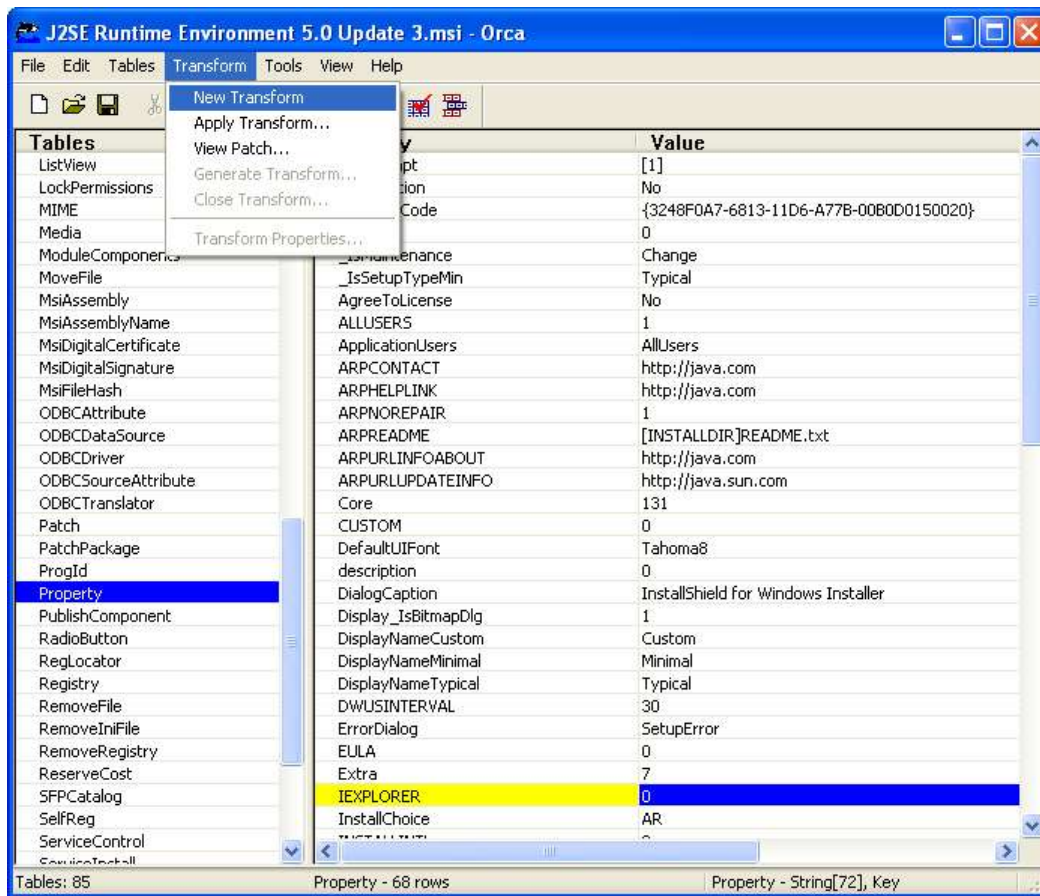 J2SE Runtime Environment 5.0 Update 3.msi - Orca
File Edit Tables Transform Tools View Help
New Transform
Apply Transform...
View Patch...
Generate Transform...
Close Transform...
Transform Properties...
Tables Value
ListView [1]
LockPermissions No
MIME Code {3248F0A7-6813-11D6-A77B-00B0D0150020}
Media 0
ModuleComponents _IsMaintenance Change
MoveFile _IsSetupTypeMin Typical
MsiAssembly AgreeToLicense No
MsiAssemblyName ALLUSERS 1
MsiDigitalCertificate ApplicationUsers AllUsers
MsiDigitalSignature ARPCONTACT http://java.com
MsiFileHash ARPHELPLINK http://java.com
ODBCAttribute ARPNOREPAIR 1
ODBCDataSource ARPREADME [INSTALLDIR]README.txt
ODBCDriver ARPURLINFOABOUT http://java.com
ODBCSourceAttribute ARPURLUPDATEINFO http://java.sun.com
ODBCTranslator Core 131
Patch CUSTOM 0
PatchPackage DefaultUIFont Tahoma8
ProgId description 0
Property DialogCaption InstallShield for Windows Installer
PublishComponent Display_IsBitmapDlg 1
RadioButton DisplayNameCustom Custom
RegLocator DisplayNameMinimal Minimal
Registry DisplayNameTypical Typical
RemoveFile DWUSINTERVAL 30
RemoveIniFile ErrorDialog SetupError
RemoveRegistry EULA 0
ReserveCost Extra 7
SFPCatalog IEXPLORER 0
SelfReg InstallChoice AR
ServiceControl
Tables: 85 Property - 68 rows Property - String[72], Key